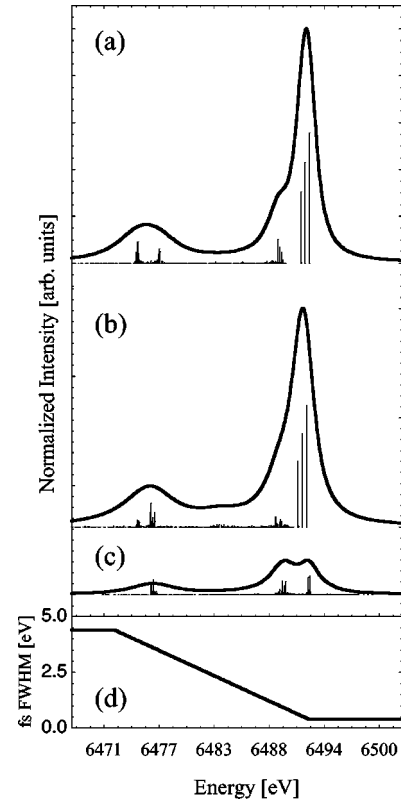 (a)
(b)
(c)
(d)
Normalized Intensity [arb. units]
fs FWHM [eV]
5.0
2.5
0.0
6471 6477 6483 6489 6494 6500
Energy [eV]